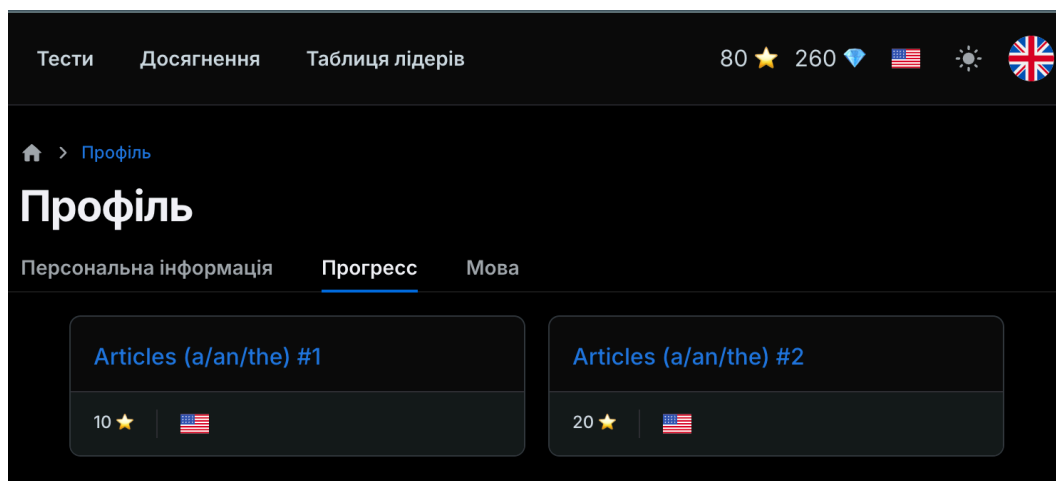 Тести Досягнення Таблиця лідерів 80 260
Профіль
Профіль
Персональна інформація Прогресс Мова
Articles (a/an/the) #1 Articles (a/an/the) #2
10 20